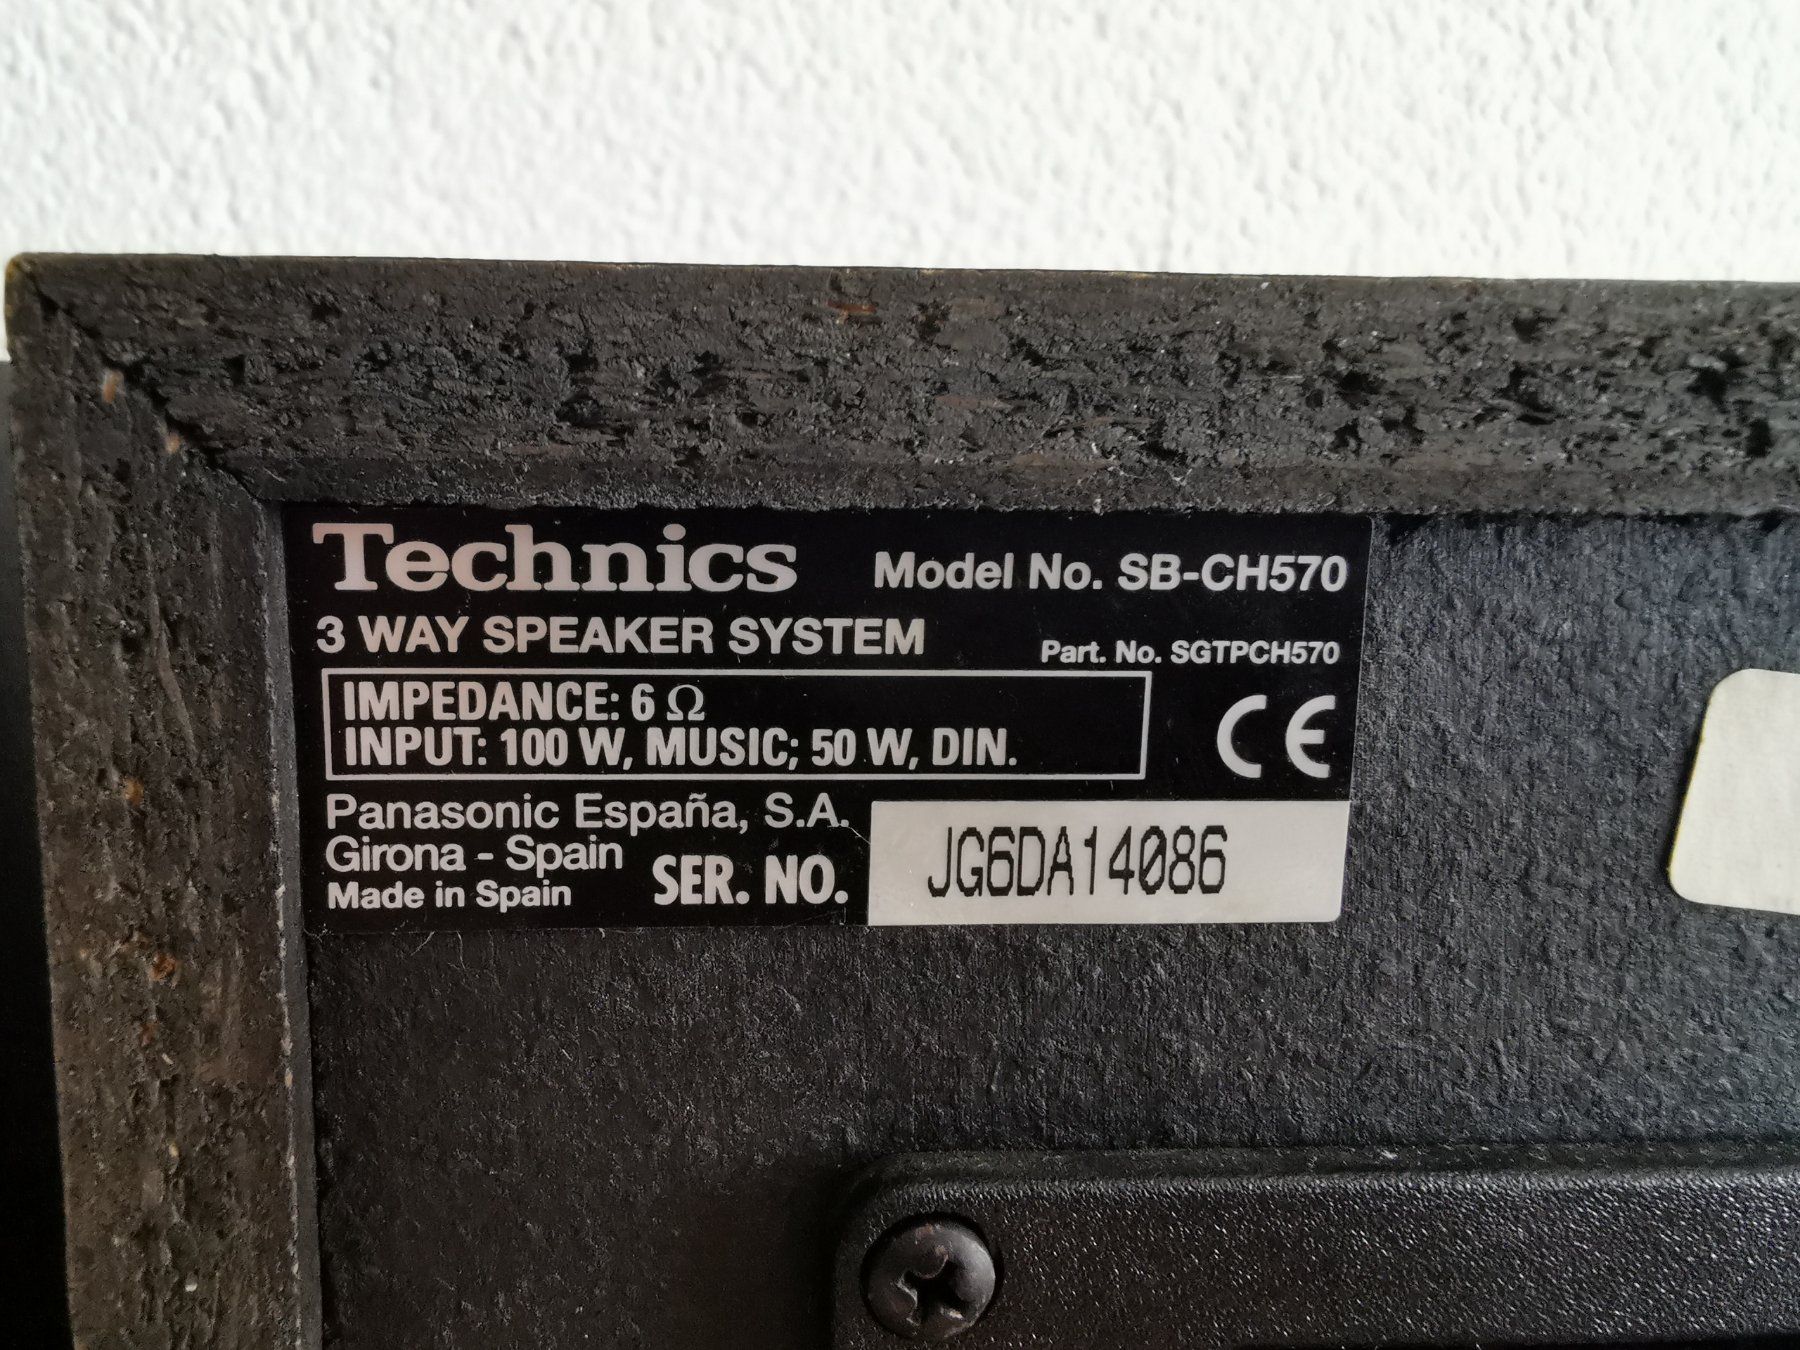 Technics
Model No. SB-CH570
3 WAY SPEAKER SYSTEM
Part. No. SGTPCH570
IMPEDANCE: 6 Ω
INPUT: 100 W, MUSIC; 50 W, DIN.
CE
Panasonic España, S.A.
Girona - Spain
Made in Spain
SER. NO.
JG6DA14086